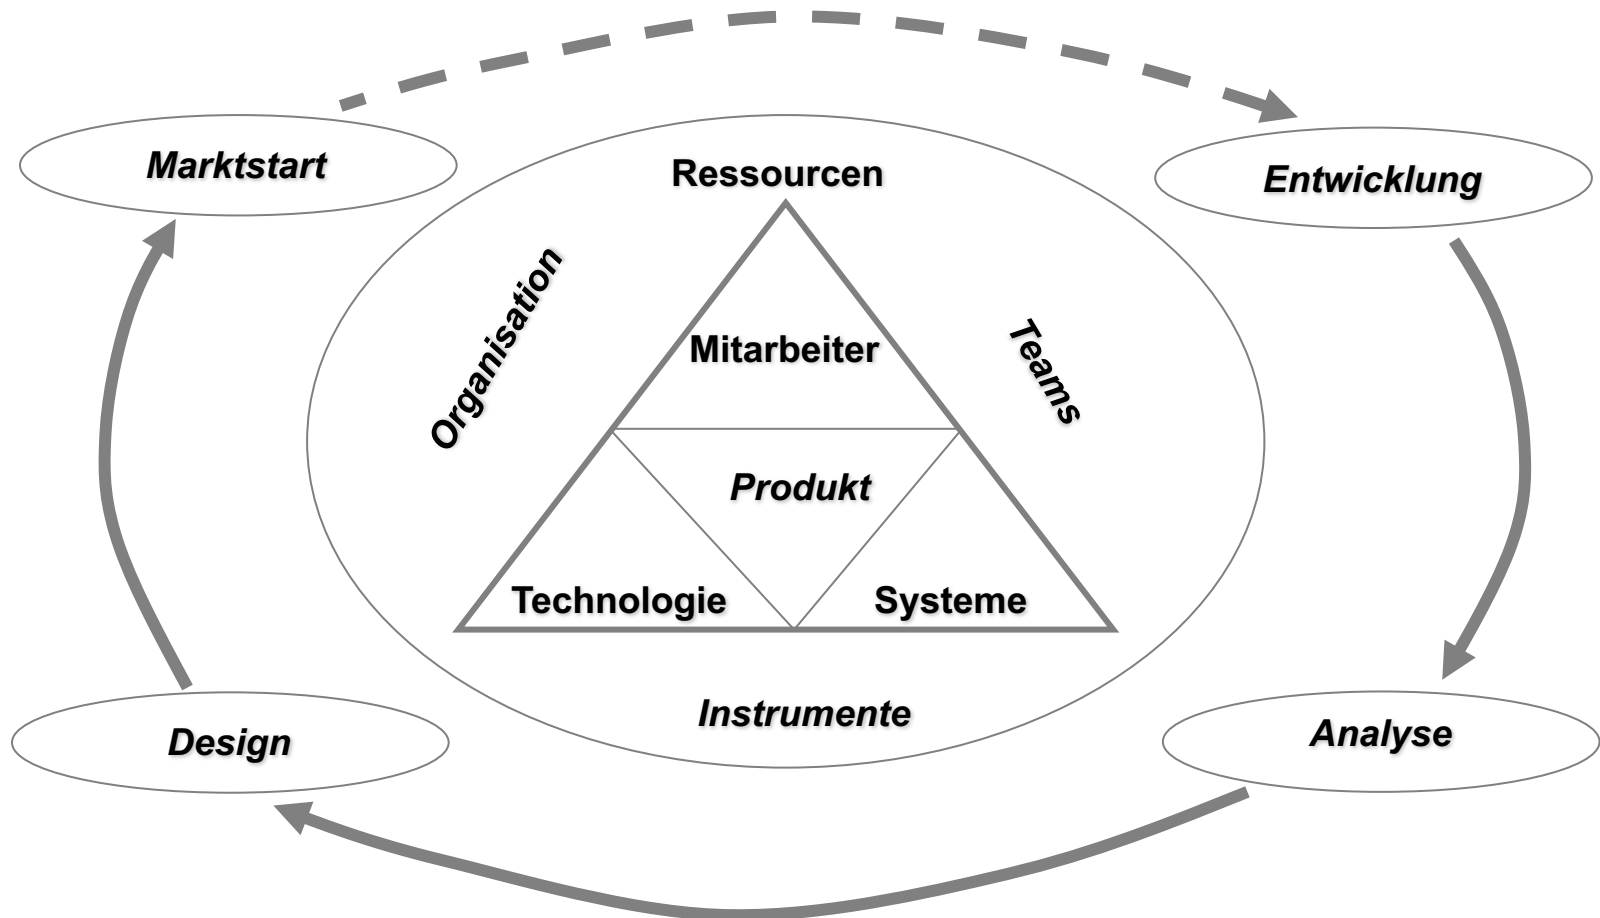 Marktstart
Ressourcen
Entwicklung
Organisation
Mitarbeiter
Teams
Produkt
Technologie
Systeme
Instrumente
Design
Analyse